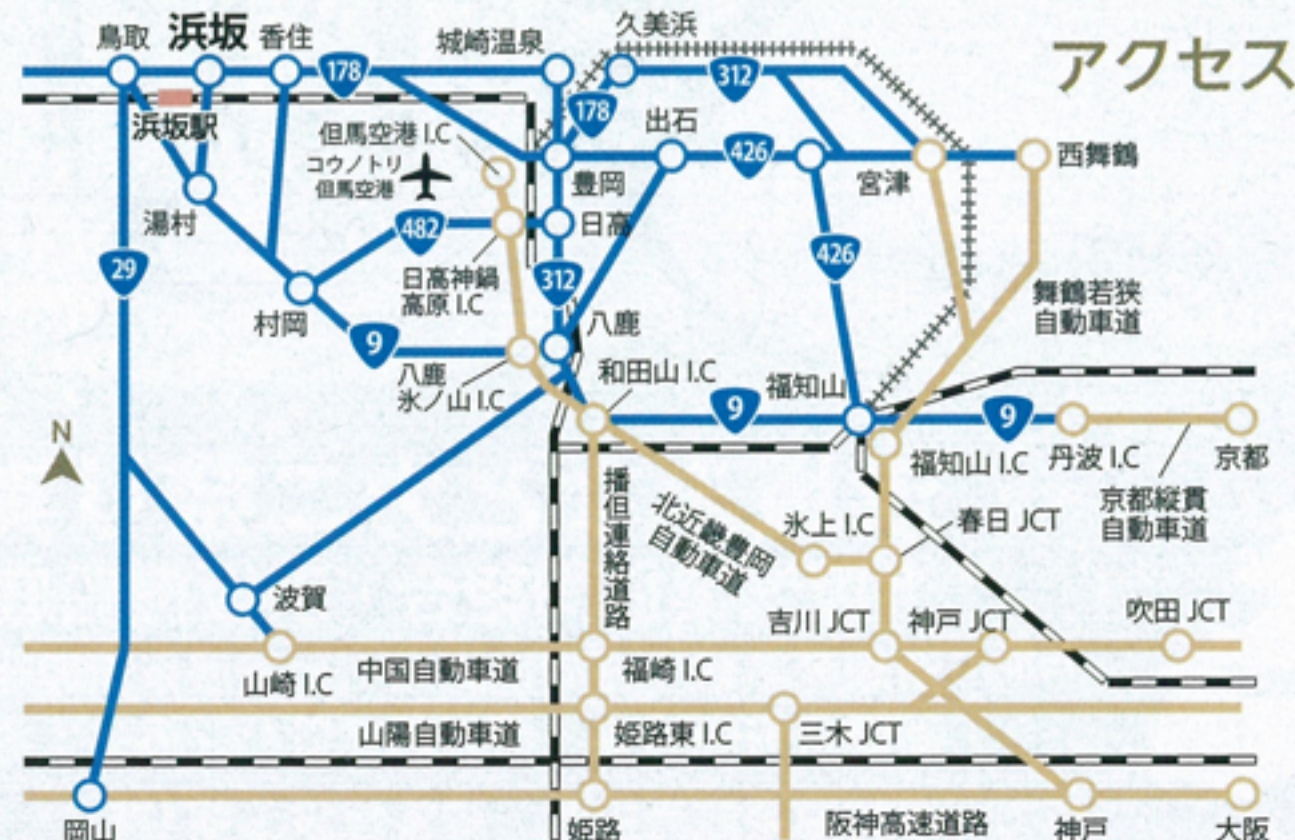 アクセス
鳥取
浜坂
香住
城崎温泉
久美浜
178
312
浜坂駅
178
但馬空港 I.C
コウノトリ
但馬空港
出石
426
豊岡
宮津
西舞鶴
湯村
482
日高
29
日高神鍋
高原 I.C
312
426
舞鶴若狭
自動車道
村岡
9
八鹿
八鹿
氷ノ山 I.C
和田山 I.C
福知山
9
9
N
福知山 I.C
丹波 I.C
京都
京都縦貫
自動車道
播但連絡道路
北近畿豊岡
自動車道
氷上 I.C
春日 JCT
波賀
吉川 JCT
神戸 JCT
吹田 JCT
山崎 I.C
中国自動車道
福崎 I.C
山陽自動車道
姫路東 I.C
三木 JCT
岡山
姫路
阪神高速道路
神戸
大阪